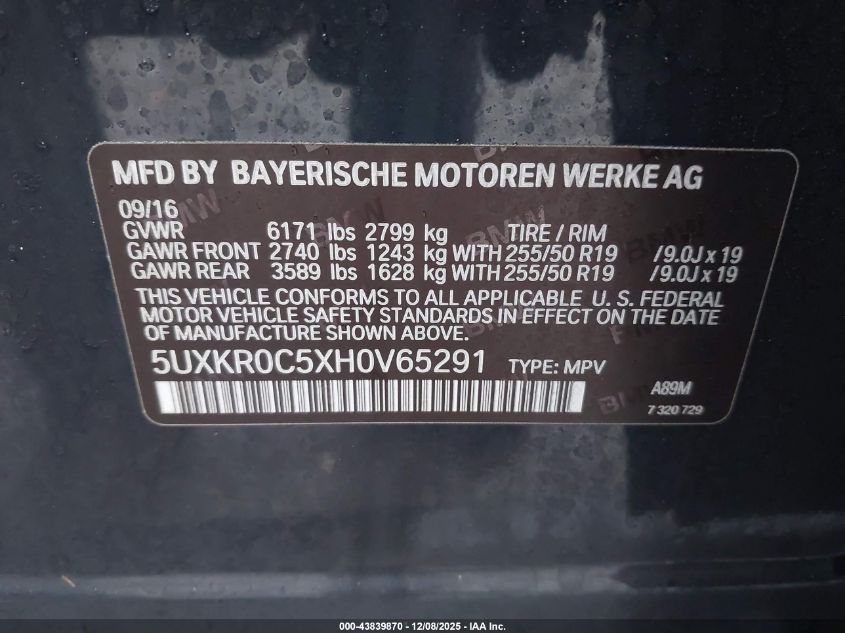 MFD BY BAYERISCHE MOTOREN WERKE AG
09/16
GVWR 6171 lbs 2799 kg TIRE / RIM
GAWR FRONT 2740 lbs 1243 kg WITH 255/50 R19 /9.0J x 19
GAWR REAR 3589 lbs 1628 kg WITH 255/50 R19 /9.0J x 19
THIS VEHICLE CONFORMS TO ALL APPLICABLE U. S. FEDERAL
MOTOR VEHICLE SAFETY STANDARDS IN EFFECT ON THE DATE
OF MANUFACTURE SHOWN ABOVE.
5UXKR0C5XH0V65291 TYPE: MPV
A89M
7 320 729
000-43839870 - 12/08/2025 - IAA Inc.